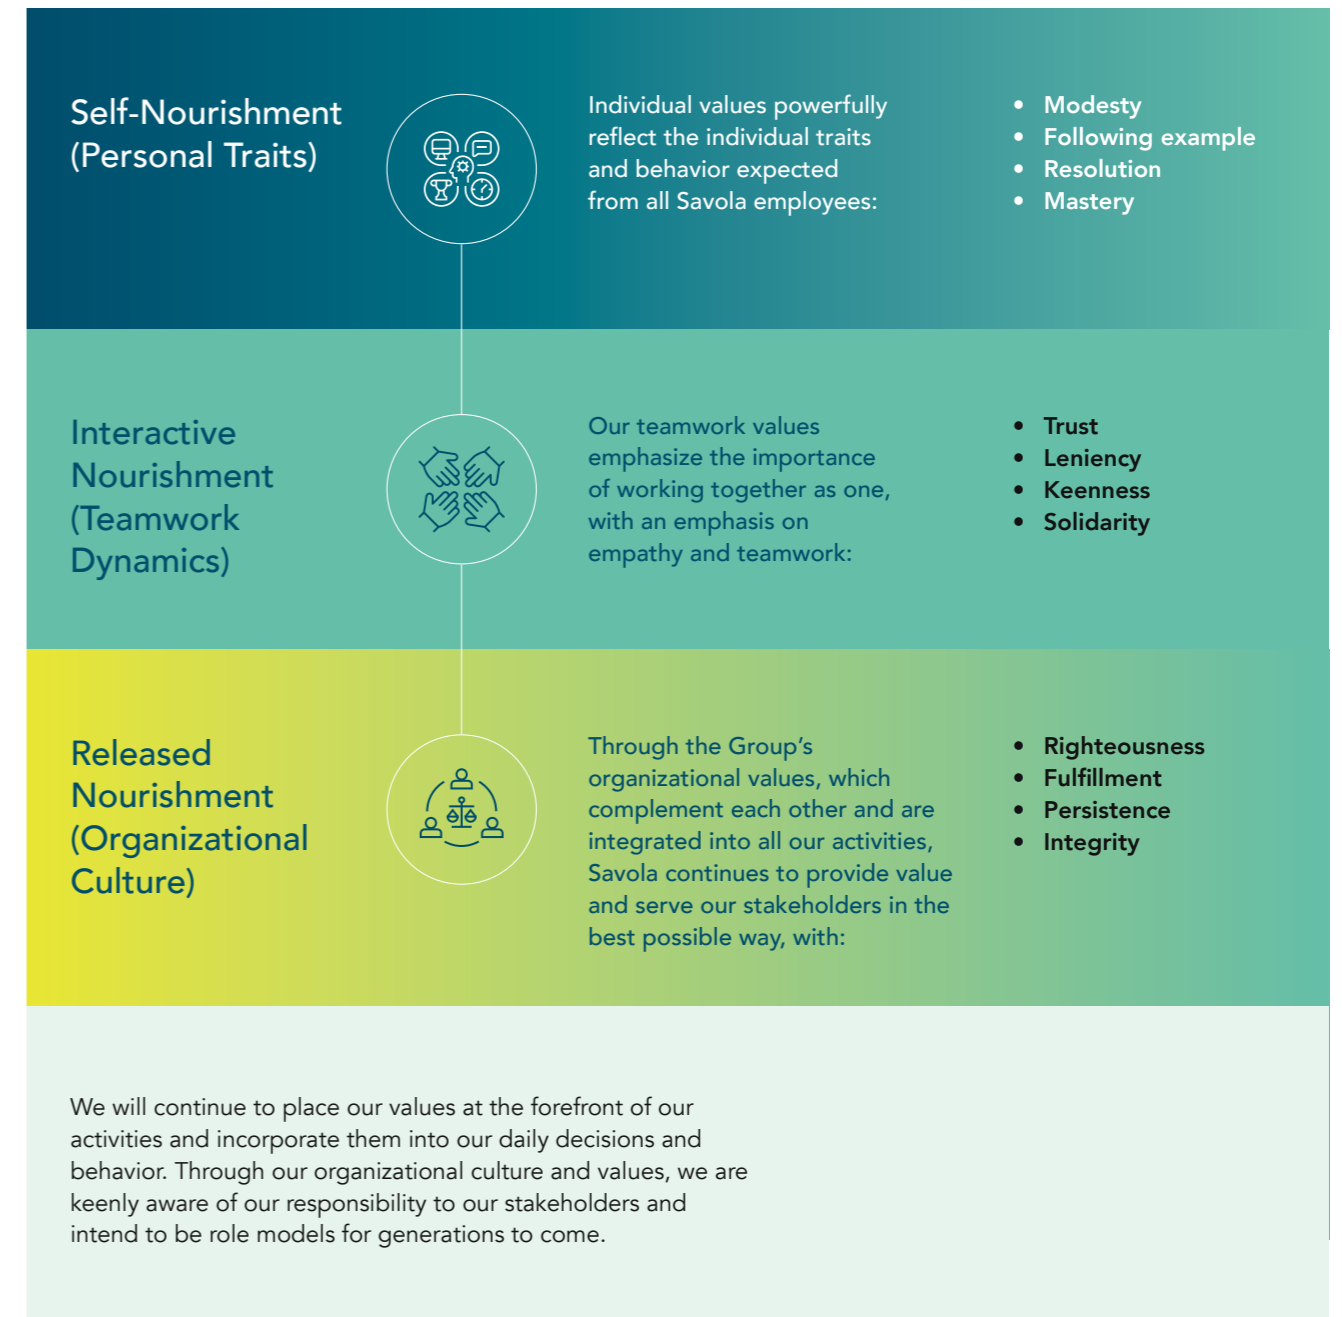 Self-Nourishment
(Personal Traits)
Individual values powerfully
reflect the individual traits
and behavior expected
from all Savola employees:
• Modesty
• Following example
• Resolution
• Mastery
Interactive
Nourishment
(Teamwork
Dynamics)
Our teamwork values
emphasize the importance
of working together as one,
with an emphasis on
empathy and teamwork:
• Trust
• Leniency
• Keenness
• Solidarity
Released
Nourishment
(Organizational
Culture)
Through the Group’s
organizational values, which
complement each other and are
integrated into all our activities,
Savola continues to provide value
and serve our stakeholders in the
best possible way, with:
• Righteousness
• Fulfillment
• Persistence
• Integrity
We will continue to place our values at the forefront of our
activities and incorporate them into our daily decisions and
behavior. Through our organizational culture and values, we are
keenly aware of our responsibility to our stakeholders and
intend to be role models for generations to come.